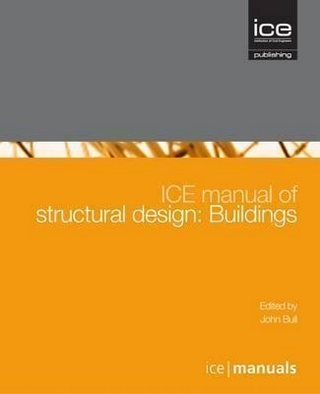 ice
Institution of Civil Engineers
publishing
ICE manual of
structural design: Buildings
Edited by
John Bull
ice|manuals